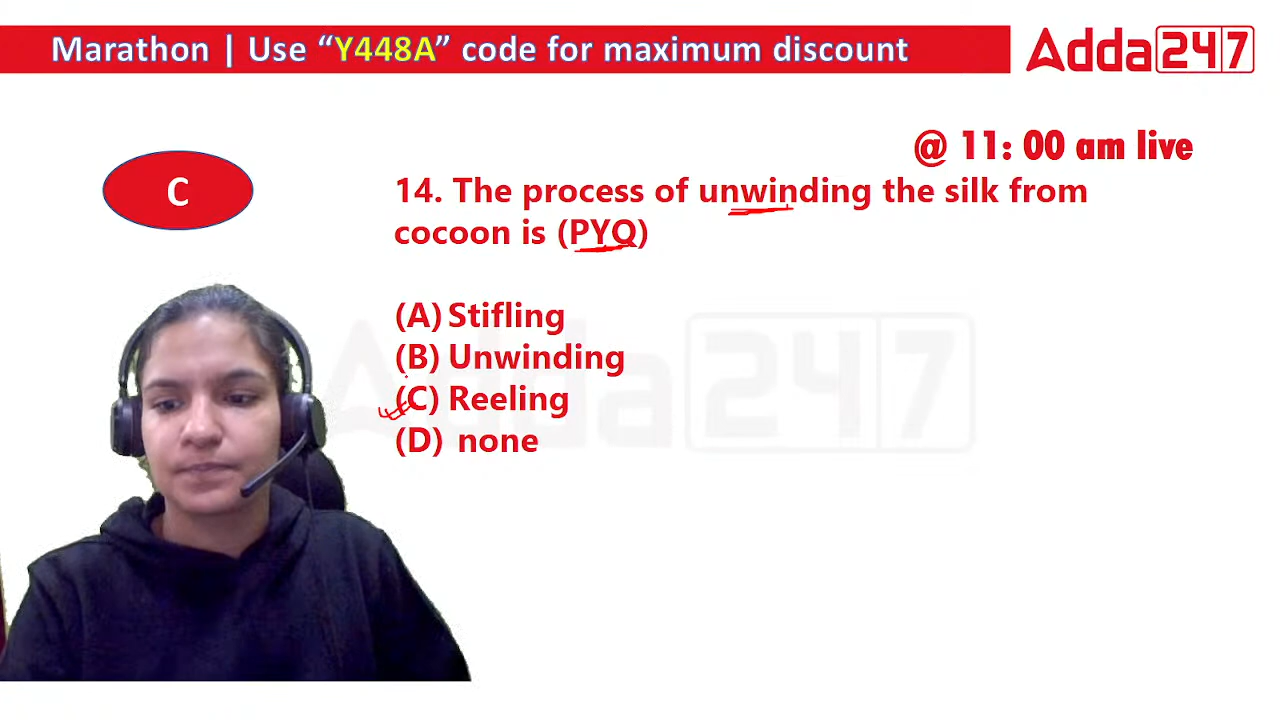 Marathon | Use “Y448A” code for maximum discount
Adda247
@ 11: 00 am live
C
14. The process of unwinding the silk from
cocoon is (PYQ)
(A) Stifling
(B) Unwinding
(C) Reeling
(D) none
Adda247